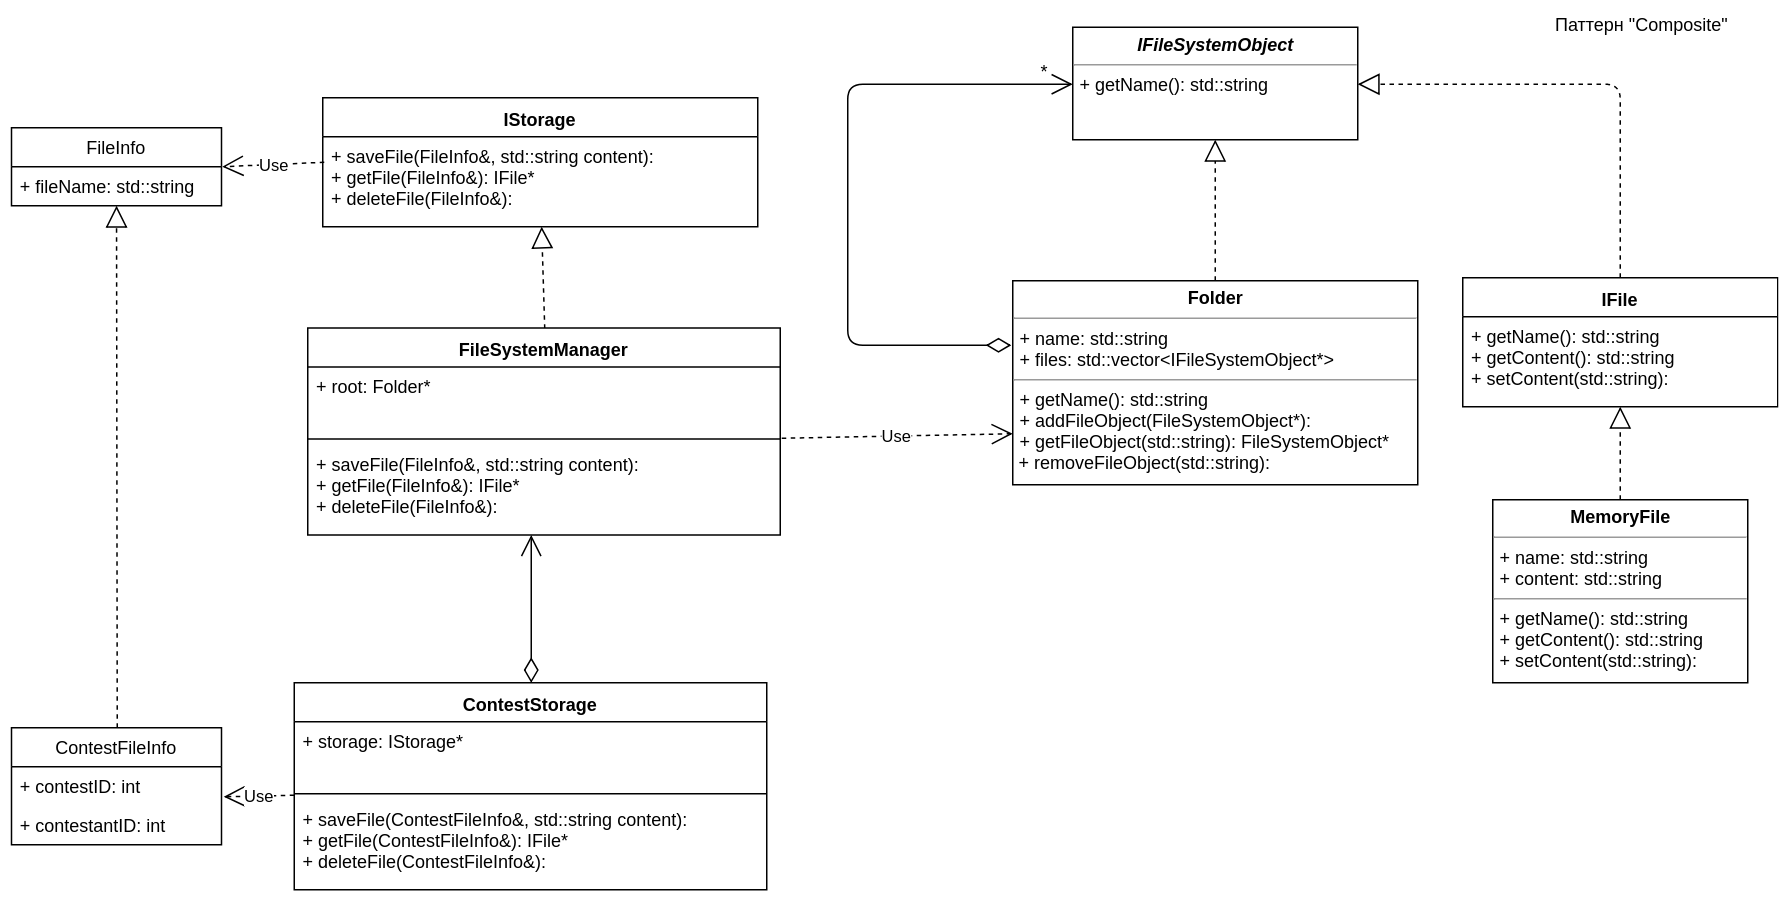 Паттерн "Composite"
IFileSystemObject
*
+ getName(): std::string
IStorage
+ saveFile(FileInfo&, std::string content):
+ getFile(FileInfo&): IFile*
+ deleteFile(FileInfo&):
FileInfo
+ fileName: std::string
Use
Folder
+ name: std::string
+ files: std::vector<IFileSystemObject*>
+ getName(): std::string
+ addFileObject(FileSystemObject*):
+ getFileObject(std::string): FileSystemObject*
+ removeFileObject(std::string):
IFile
+ getName(): std::string
+ getContent(): std::string
+ setContent(std::string):
FileSystemManager
+ root: Folder*
+ saveFile(FileInfo&, std::string content):
+ getFile(FileInfo&): IFile*
+ deleteFile(FileInfo&):
Use
MemoryFile
+ name: std::string
+ content: std::string
+ getName(): std::string
+ getContent(): std::string
+ setContent(std::string):
ContestStorage
+ storage: IStorage*
+ saveFile(ContestFileInfo&, std::string content):
+ getFile(ContestFileInfo&): IFile*
+ deleteFile(ContestFileInfo&):
ContestFileInfo
+ contestID: int
+ contestantID: int
Use